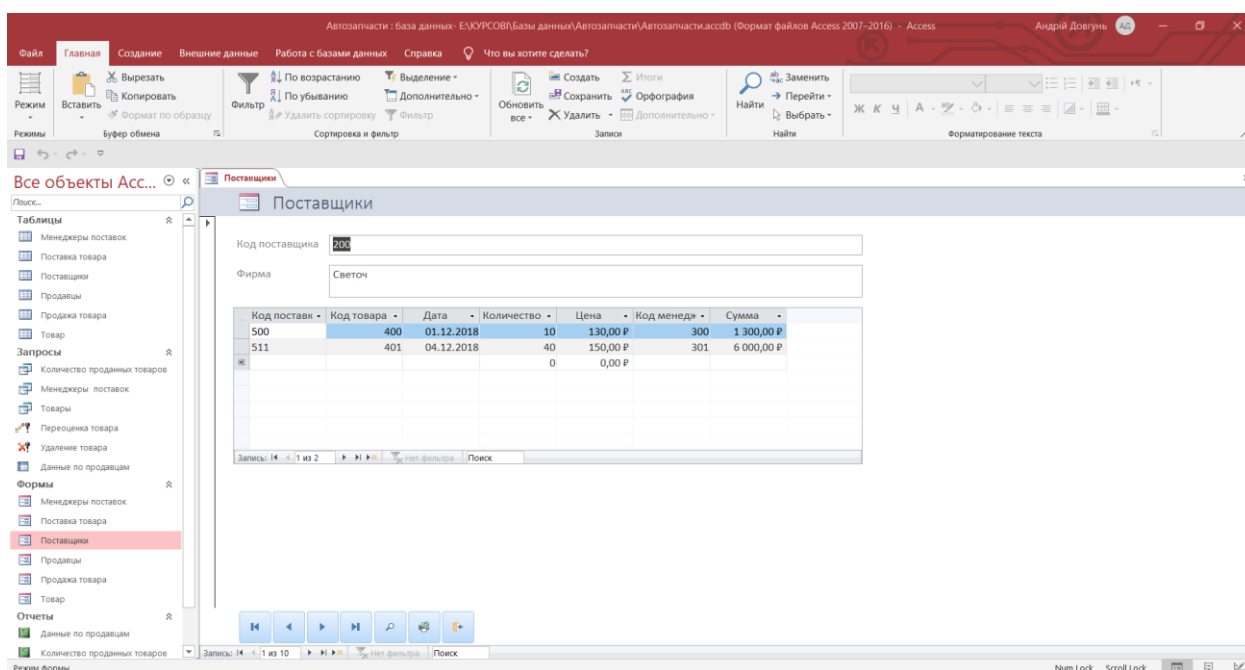 Автозапчасти : база данных- E:\КУРСОВІ\Базы данных\Автозапчасти\Автозапчасти.accdb (Формат файлов Access 2007–2016) - Access Андрій Довгунь АД
Файл Главная Создание Внешние данные Работа с базами данных Справка Что вы хотите сделать?
Режим
Режимы
Вставить
Вырезать
Копировать
Формат по образцу
Буфер обмена
Фильтр
По возрастанию
По убыванию
Удалить сортировку
Выделение
Дополнительно
Фильтр
Сортировка и фильтр
Обновить
все
Создать
Сохранить
Удалить
Итоги
Орфография
Дополнительно
Записи
Найти
Заменить
Перейти
Выбрать
Найти
Ж К Ч А
Форматирование текста
Все объекты Acc...
Поиск...
Таблицы
Менеджеры поставок
Поставка товара
Поставщики
Продавцы
Продажа товара
Товар
Запросы
Количество проданных товаров
Менеджеры поставок
Товары
Переоценка товара
Удаление товара
Данные по продавцам
Формы
Менеджеры поставок
Поставка товара
Поставщики
Продавцы
Продажа товара
Товар
Отчеты
Данные по продавцам
Количество проданных товаров
Поставщики
Поставщики
Код поставщика 200
Фирма Светоч
Код поставк Код товара Дата Количество Цена Код менедж Сумма
500 400 01.12.2018 10 130,00 ₽ 300 1 300,00 ₽
511 401 04.12.2018 40 150,00 ₽ 301 6 000,00 ₽
0 0,00 ₽
Запись: 1 из 2 Нет фильтра Поиск
Запись: 1 из 10 Нет фильтра Поиск
Режим формы Num Lock Scroll Lock